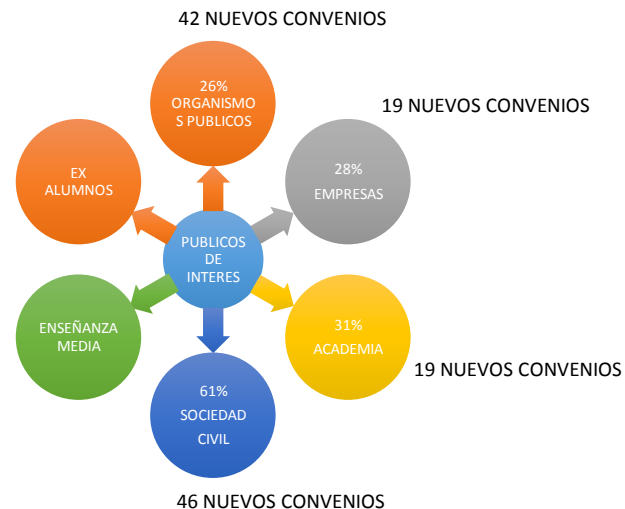 42 NUEVOS CONVENIOS
26%
ORGANISMO
S PUBLICOS
19 NUEVOS CONVENIOS
28%
EMPRESAS
EX
ALUMNOS
PUBLICOS
DE
INTERES
ENSEÑANZA
MEDIA
31%
ACADEMIA
19 NUEVOS CONVENIOS
61%
SOCIEDAD
CIVIL
46 NUEVOS CONVENIOS